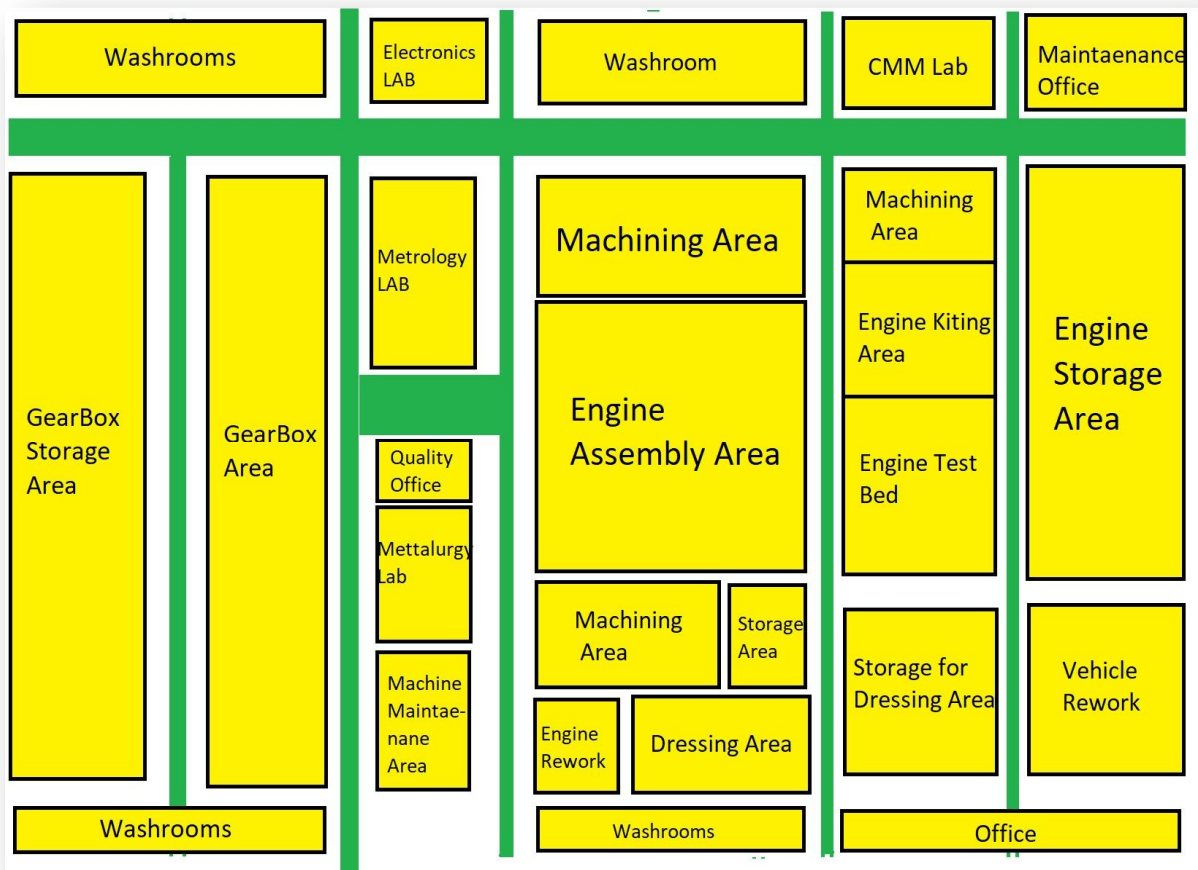 Washrooms
Electronics
LAB
Washroom
CMM Lab
Maintaenance
Office
GearBox
Storage
Area
GearBox
Area
Metrology
LAB
Quality
Office
Mettalurgy
Lab
Machine
Maintae-
nane
Area
Machining Area
Engine
Assembly Area
Machining
Area
Storage
Area
Engine
Rework
Dressing Area
Machining
Area
Engine Kiting
Area
Engine Test
Bed
Storage for
Dressing Area
Engine
Storage
Area
Vehicle
Rework
Washrooms
Washrooms
Office